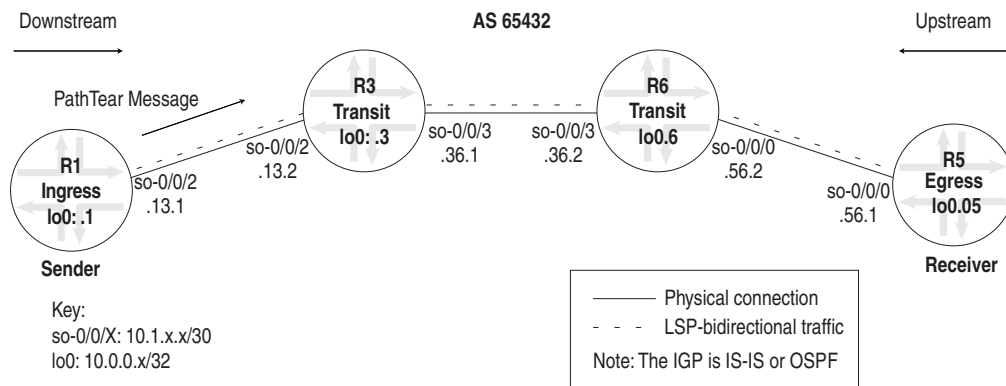 Downstream
AS 65432
Upstream
PathTear Message
R1
Ingress
lo0: .1
so-0/0/2
.13.1
Sender
so-0/0/2
.13.2
R3
Transit
lo0: .3
so-0/0/3
.36.1
so-0/0/3
.36.2
R6
Transit
lo0.6
so-0/0/0
.56.2
so-0/0/0
.56.1
R5
Egress
lo0.05
Receiver
Key:
so-0/0/X: 10.1.x.x/30
lo0: 10.0.0.x/32
Physical connection
LSP-bidirectional traffic
Note: The IGP is IS-IS or OSPF